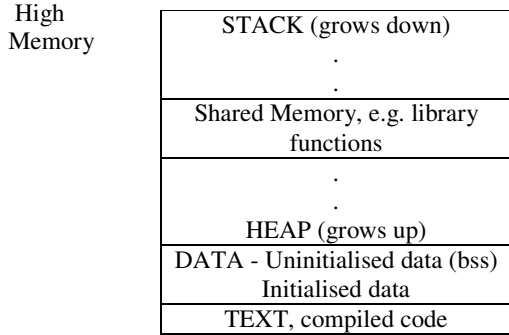 High
Memory
STACK (grows down)
.
.
Shared Memory, e.g. library
functions
.
.
HEAP (grows up)
DATA - Uninitialised data (bss)
Initialised data
TEXT, compiled code